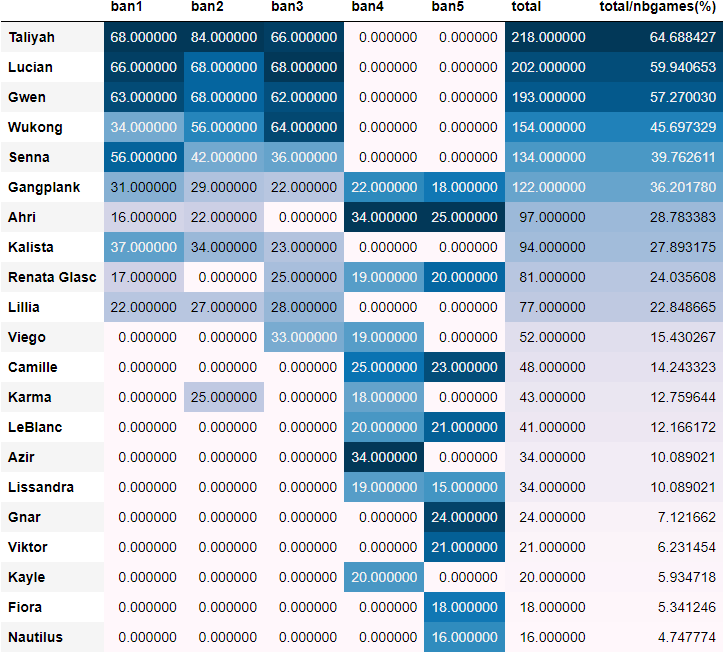 ban1 ban2 ban3 ban4 ban5 total total/nbgames(%)
Taliyah 68.000000 84.000000 66.000000 0.000000 0.000000 218.000000 64.688427
Lucian 66.000000 68.000000 68.000000 0.000000 0.000000 202.000000 59.940653
Gwen 63.000000 68.000000 62.000000 0.000000 0.000000 193.000000 57.270030
Wukong 34.000000 56.000000 64.000000 0.000000 0.000000 154.000000 45.697329
Senna 56.000000 42.000000 36.000000 0.000000 0.000000 134.000000 39.762611
Gangplank 31.000000 29.000000 22.000000 22.000000 18.000000 122.000000 36.201780
Ahri 16.000000 22.000000 0.000000 34.000000 25.000000 97.000000 28.783383
Kalista 37.000000 34.000000 23.000000 0.000000 0.000000 94.000000 27.893175
Renata Glasc 17.000000 0.000000 25.000000 19.000000 20.000000 81.000000 24.035608
Lillia 22.000000 27.000000 28.000000 0.000000 0.000000 77.000000 22.848665
Viego 0.000000 0.000000 33.000000 19.000000 0.000000 52.000000 15.430267
Camille 0.000000 0.000000 0.000000 25.000000 23.000000 48.000000 14.243323
Karma 0.000000 25.000000 0.000000 18.000000 0.000000 43.000000 12.759644
LeBlanc 0.000000 0.000000 0.000000 20.000000 21.000000 41.000000 12.166172
Azir 0.000000 0.000000 0.000000 34.000000 0.000000 34.000000 10.089021
Lissandra 0.000000 0.000000 0.000000 19.000000 15.000000 34.000000 10.089021
Gnar 0.000000 0.000000 0.000000 0.000000 24.000000 24.000000 7.121662
Viktor 0.000000 0.000000 0.000000 0.000000 21.000000 21.000000 6.231454
Kayle 0.000000 0.000000 0.000000 20.000000 0.000000 20.000000 5.934718
Fiora 0.000000 0.000000 0.000000 0.000000 18.000000 18.000000 5.341246
Nautilus 0.000000 0.000000 0.000000 0.000000 16.000000 16.000000 4.747774